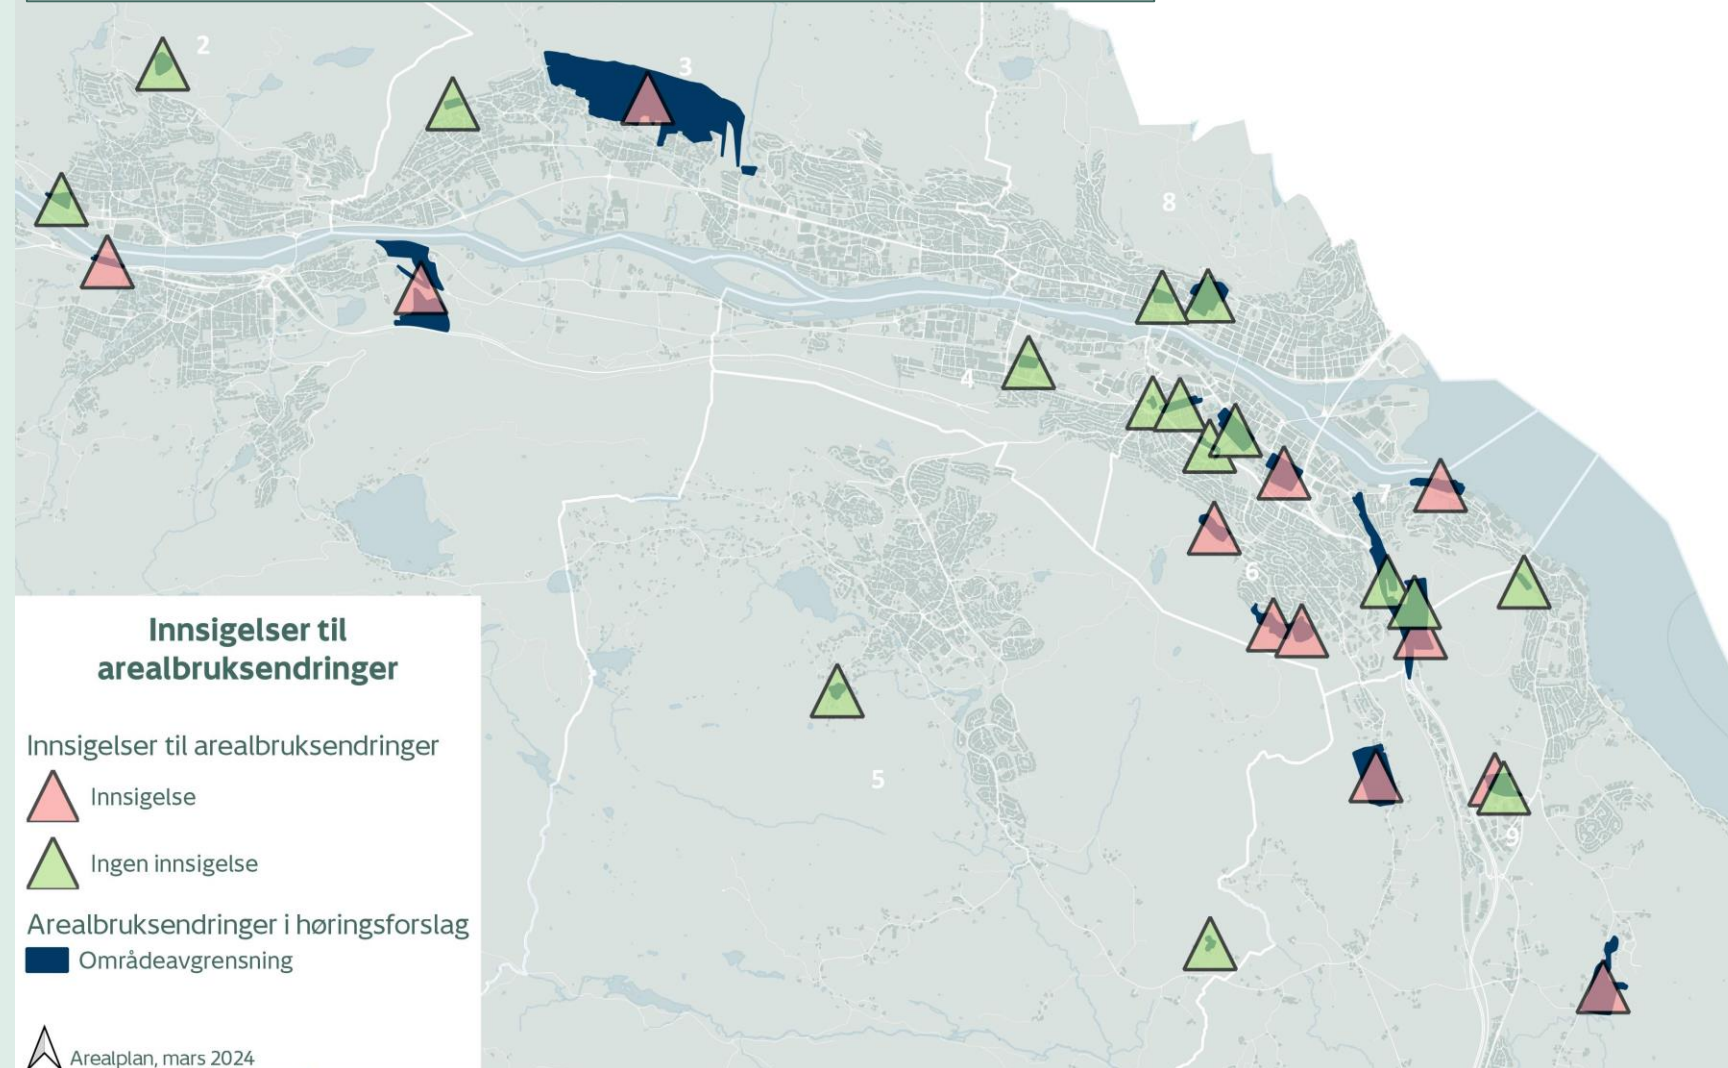 2
3
8
4
7
6
5
9
Innsigelser til
arealbruksendringer
Innsigelser til arealbruksendringer
Innsigelse
Ingen innsigelse
Arealbruksendringer i høringsforslag
Områdeavgrensning
Arealplan, mars 2024